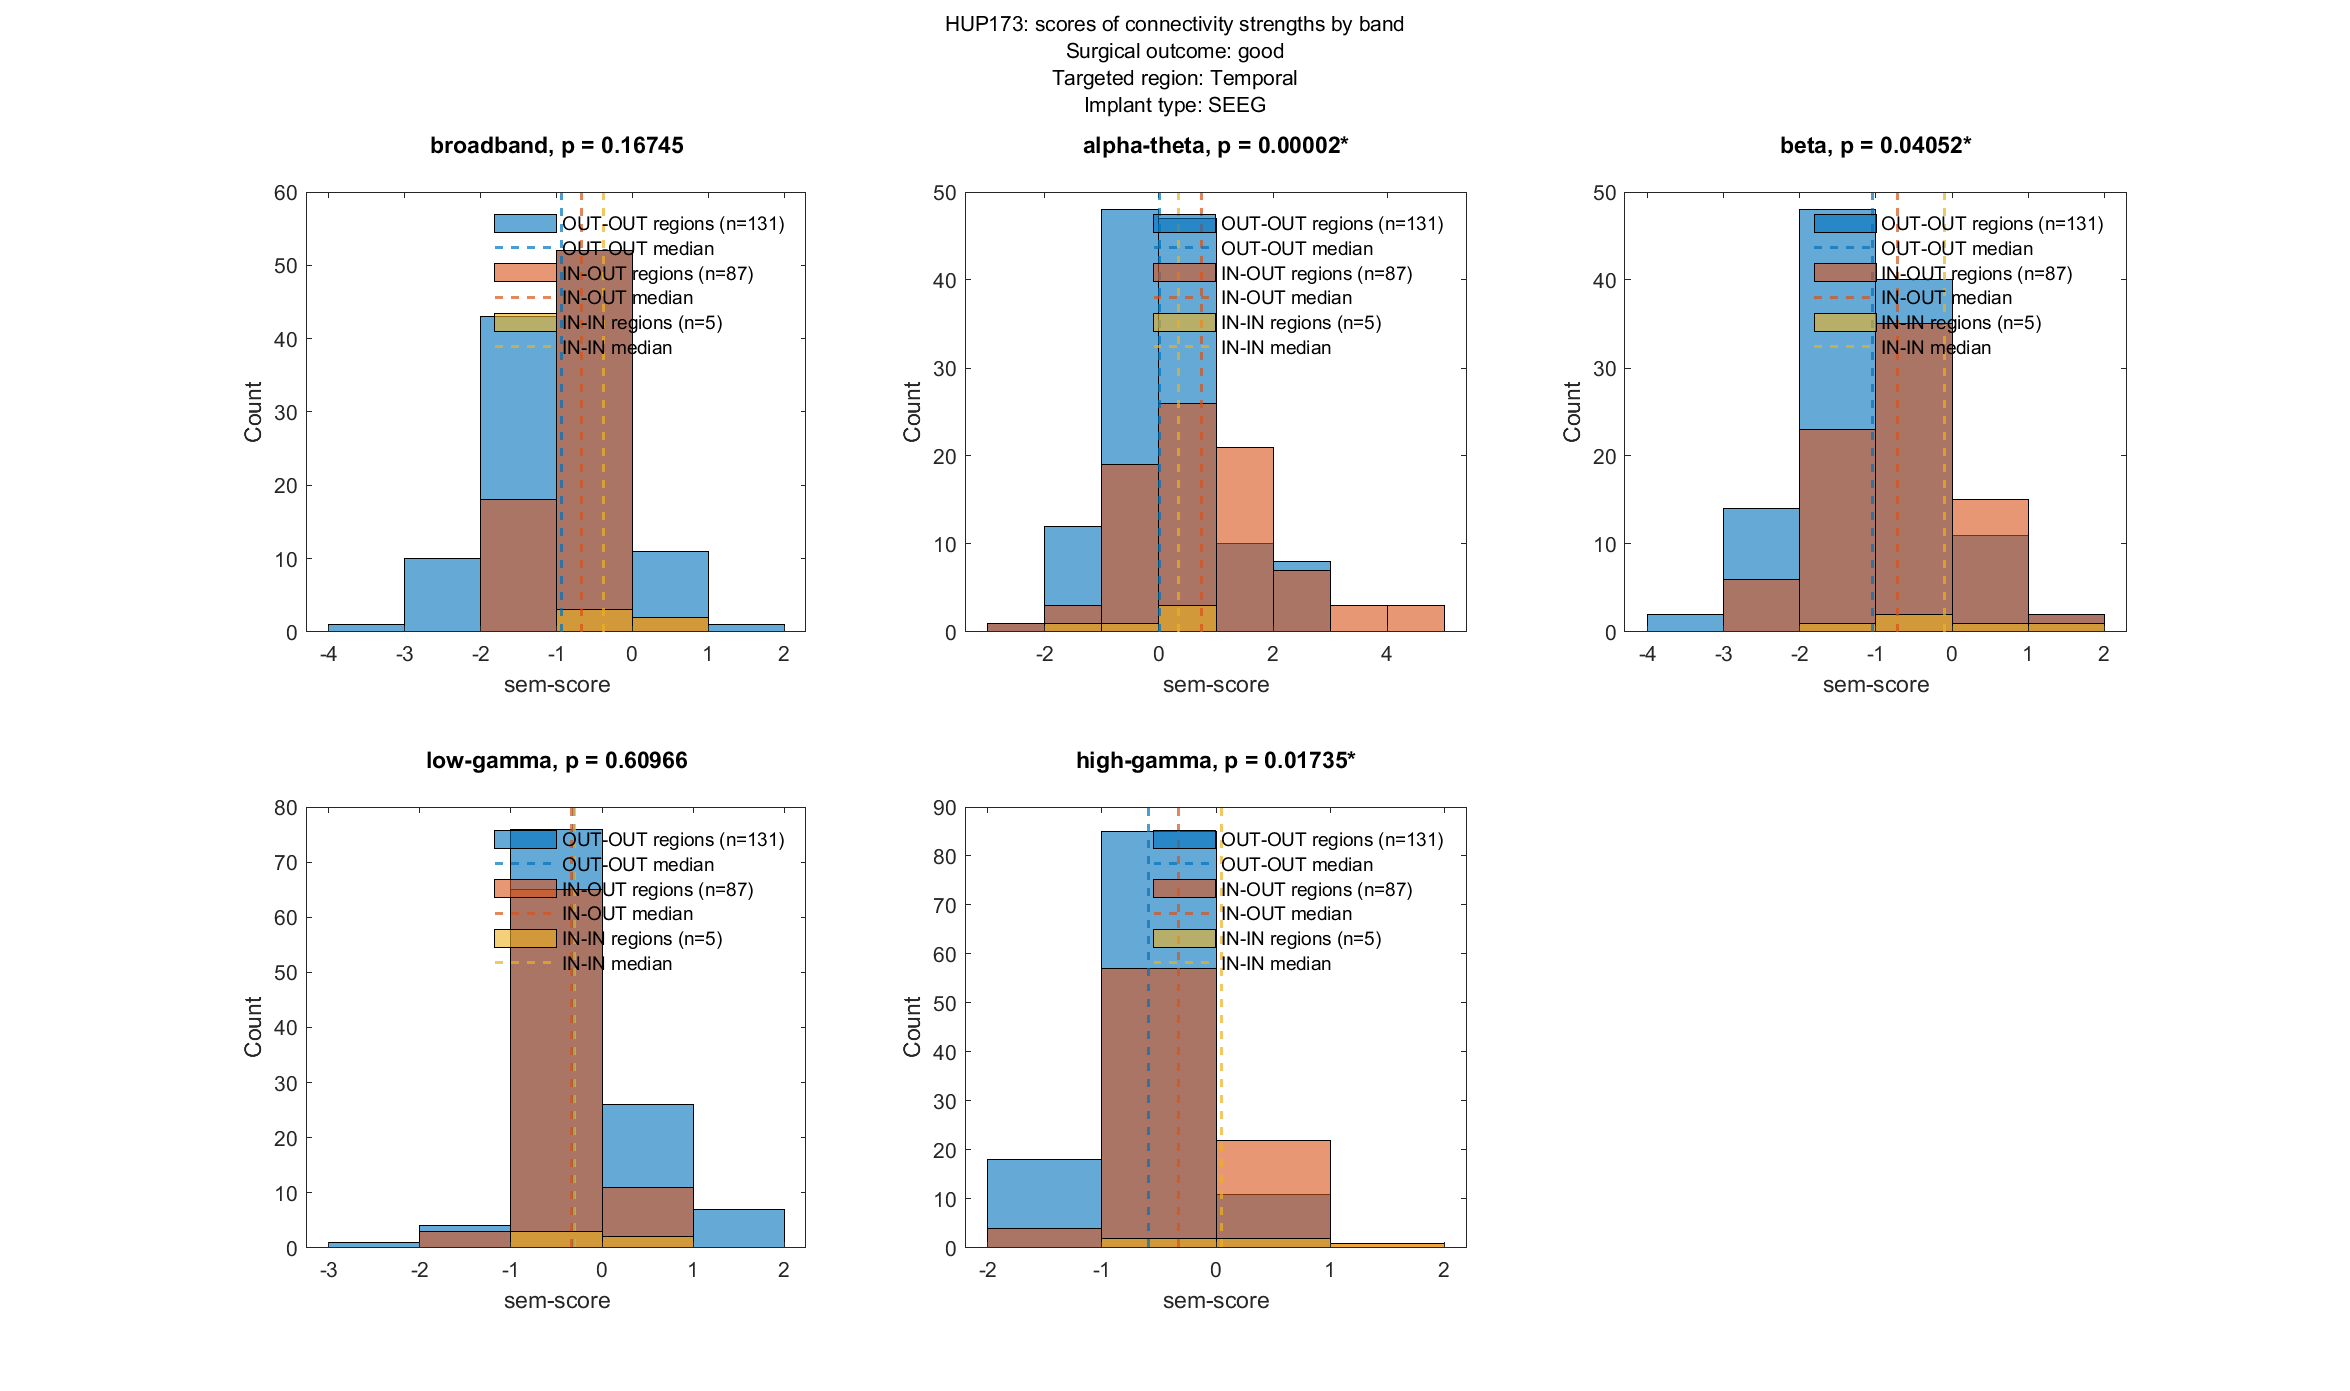 HUP173: scores of connectivity strengths by band
Surgical outcome: good
Targeted region: Temporal
Implant type: SEEG
broadband, p = 0.16745
60
50
40
30
20
10
0
Count
OUT-OUT regions (n=131)
OUT-OUT median
IN-OUT regions (n=87)
IN-OUT median
IN-IN regions (n=5)
IN-IN median
-4 -3 -2 -1 0 1 2
sem-score
alpha-theta, p = 0.00002*
50
40
30
20
10
0
Count
OUT-OUT regions (n=131)
OUT-OUT median
IN-OUT regions (n=87)
IN-OUT median
IN-IN regions (n=5)
IN-IN median
-2 0 2 4
sem-score
beta, p = 0.04052*
50
40
30
20
10
0
Count
OUT-OUT regions (n=131)
OUT-OUT median
IN-OUT regions (n=87)
IN-OUT median
IN-IN regions (n=5)
IN-IN median
-4 -3 -2 -1 0 1 2
sem-score
low-gamma, p = 0.60966
80
70
60
50
40
30
20
10
0
Count
OUT-OUT regions (n=131)
OUT-OUT median
IN-OUT regions (n=87)
IN-OUT median
IN-IN regions (n=5)
IN-IN median
-3 -2 -1 0 1 2
sem-score
high-gamma, p = 0.01735*
90
80
70
60
50
40
30
20
10
0
Count
OUT-OUT regions (n=131)
OUT-OUT median
IN-OUT regions (n=87)
IN-OUT median
IN-IN regions (n=5)
IN-IN median
-2 -1 0 1 2
sem-score